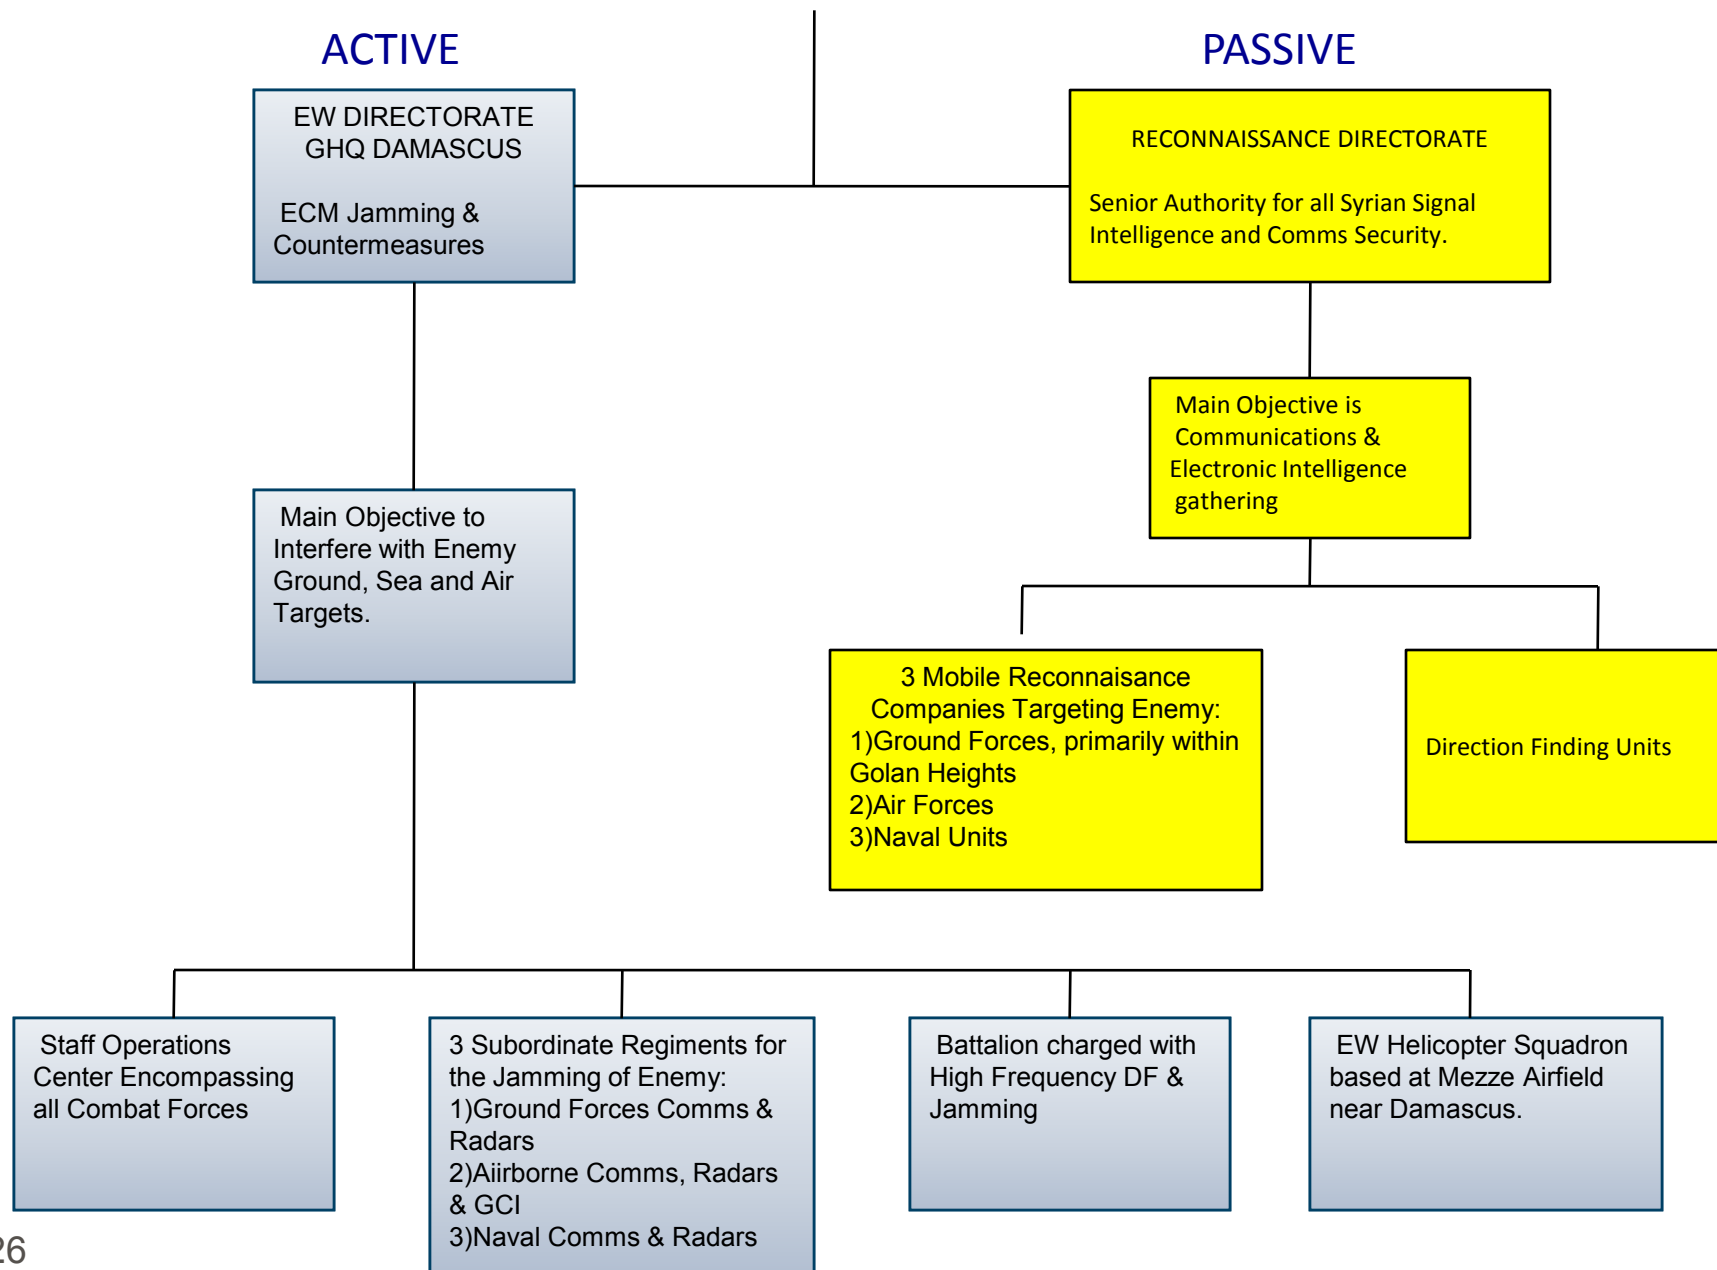 ACTIVE
PASSIVE
EW DIRECTORATE
GHQ DAMASCUS
ECM Jamming &
Countermeasures
RECONNAISSANCE DIRECTORATE
Senior Authority for all Syrian Signal
Intelligence and Comms Security.
Main Objective is
Communications &
Electronic Intelligence
gathering
Main Objective to
Interfere with Enemy
Ground, Sea and Air
Targets.
3 Mobile Reconnaisance
Companies Targeting Enemy:
1)Ground Forces, primarily within
Golan Heights
2)Air Forces
3)Naval Units
Direction Finding Units
Staff Operations
Center Encompassing
all Combat Forces
3 Subordinate Regiments for
the Jamming of Enemy:
1)Ground Forces Comms &
Radars
2)Aiirborne Comms, Radars
& GCI
3)Naval Comms & Radars
Battalion charged with
High Frequency DF &
Jamming
EW Helicopter Squadron
based at Mezze Airfield
near Damascus.
26